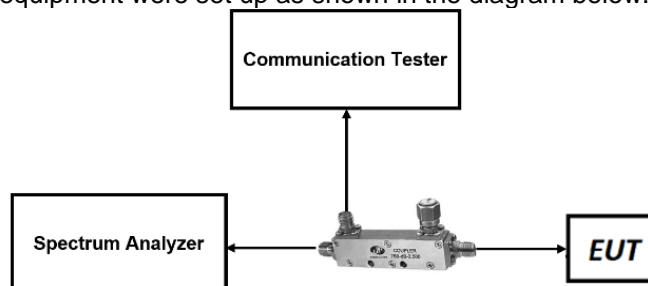 equipment were set up as shown in the diagram below.
Communication Tester
Spectrum Analyzer
EUT
COUPLER